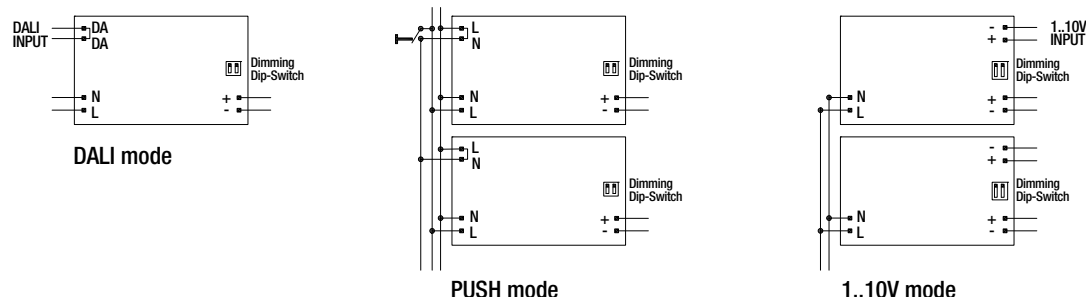 DALI
INPUT
DA
DA
Dimming
Dip-Switch
N
L
+
-
DALI mode
L
N
Dimming
Dip-Switch
N
L
+
-
L
N
Dimming
Dip-Switch
N
L
+
-
PUSH mode
-
+
1..10V
INPUT
Dimming
Dip-Switch
N
L
+
-
-
+
Dimming
Dip-Switch
N
L
+
-
1..10V mode